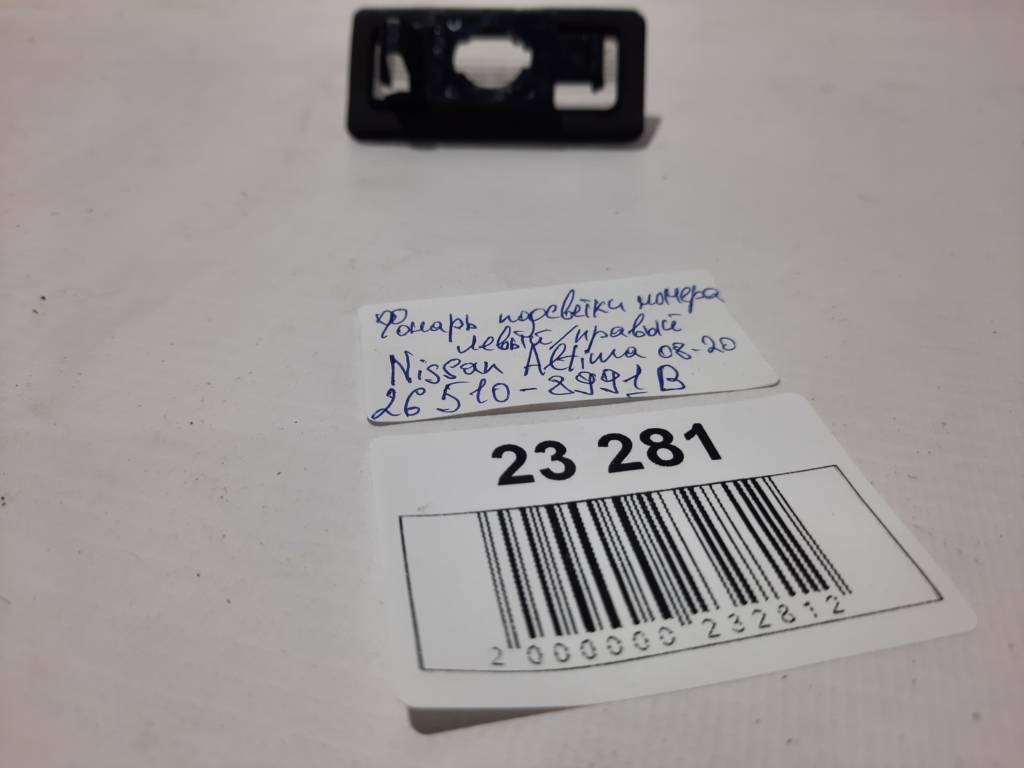 Фонарь подсветки номера
левый/правый
Nissan Altima 08-20
26510-8991B
23 281
2 000000 232812